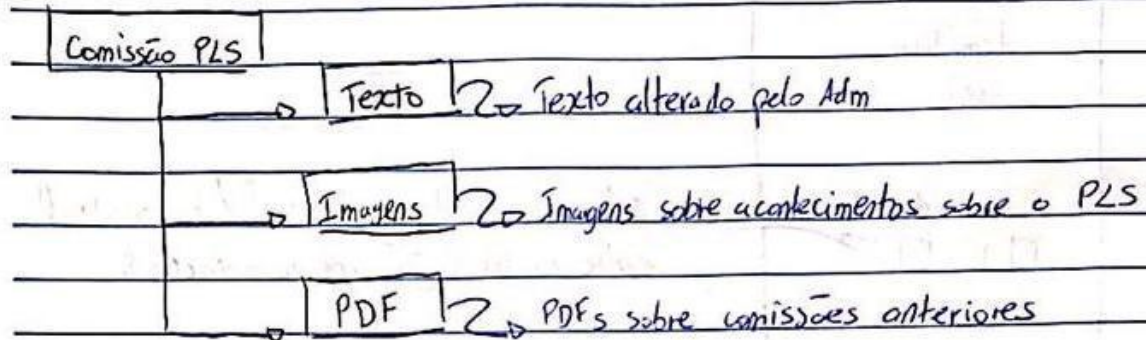 Comissão PLS
Texto Texto alterado pelo Adm
Imagens Imagens sobre acontecimentos sobre o PLS
PDF PDFs sobre comissões anteriores